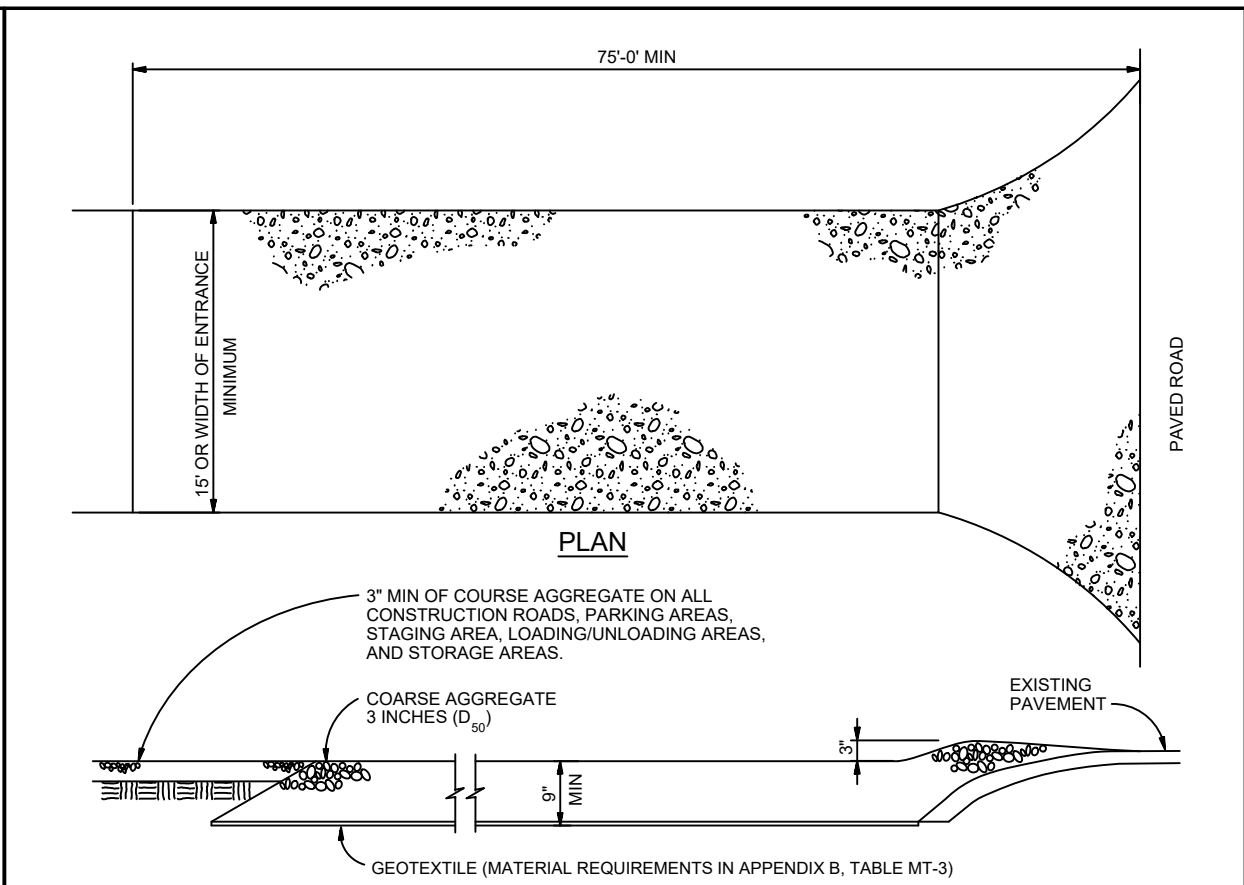 75'-0' MIN
15' OR WIDTH OF ENTRANCE
MINIMUM
PAVED ROAD
PLAN
3" MIN OF COURSE AGGREGATE ON ALL
CONSTRUCTION ROADS, PARKING AREAS,
STAGING AREA, LOADING/UNLOADING AREAS,
AND STORAGE AREAS.
COARSE AGGREGATE
3 INCHES (D50)
EXISTING
PAVEMENT
3"
9"
MIN
GEOTEXTILE (MATERIAL REQUIREMENTS IN APPENDIX B, TABLE MT-3)